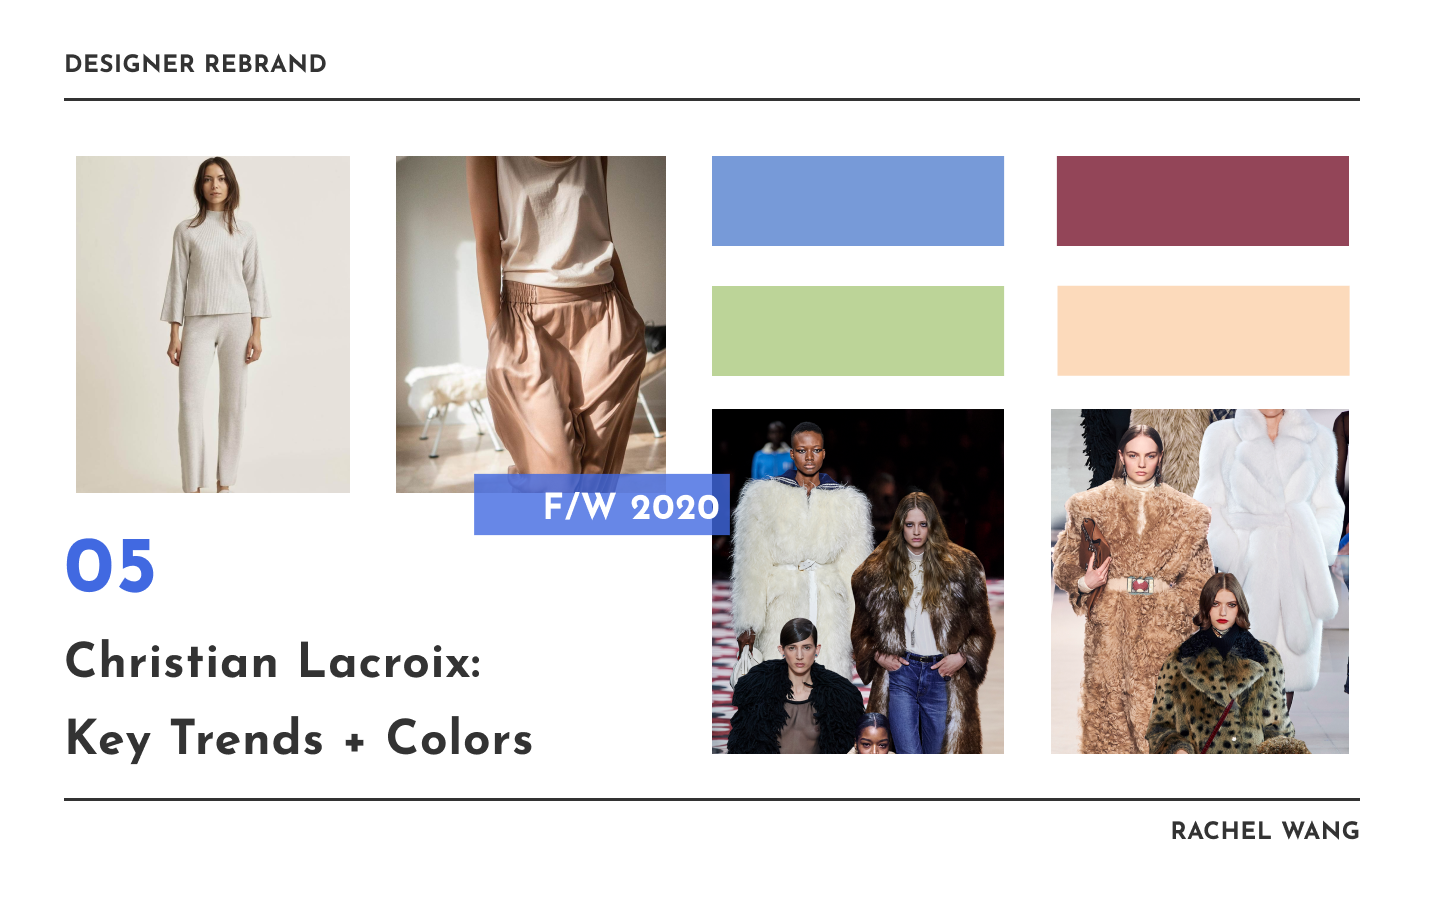 DESIGNER REBRAND
F/W 2020
05
Christian Lacroix:
Key Trends + Colors
RACHEL WANG